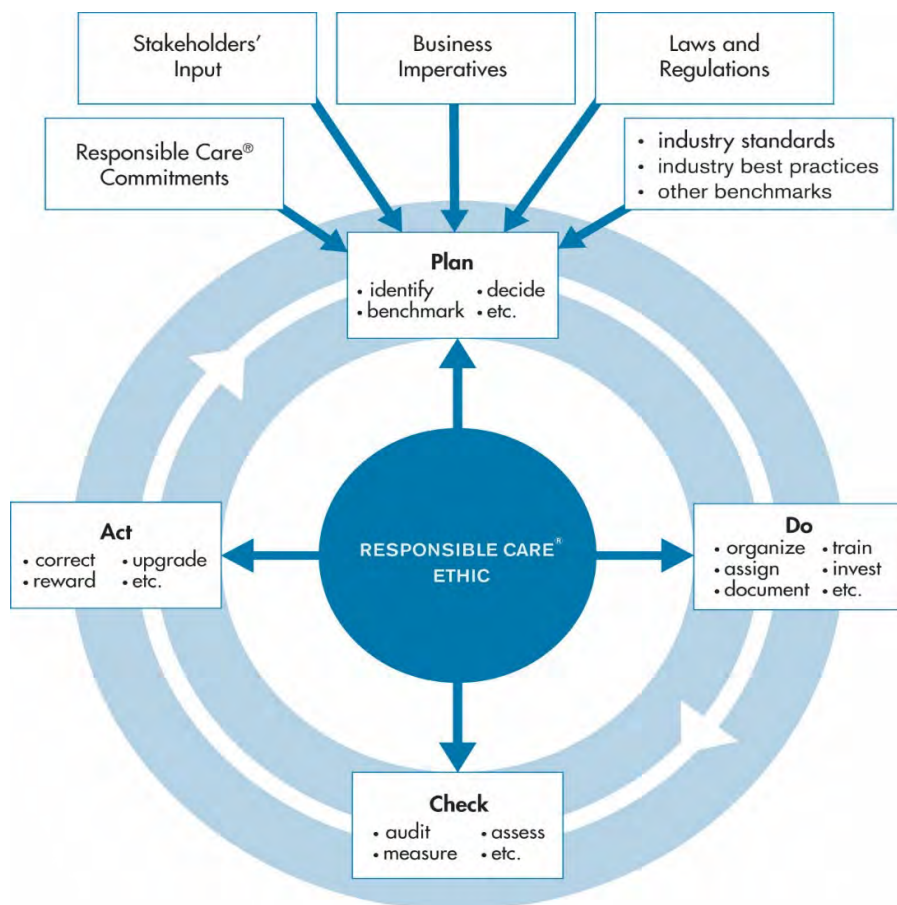 Stakeholders’
Input
Business
Imperatives
Laws and
Regulations
Responsible Care®
Commitments
• industry standards
• industry best practices
• other benchmarks
Plan
• identify • decide
• benchmark • etc.
Act
• correct • upgrade
• reward • etc.
RESPONSIBLE CARE®
ETHIC
Do
• organize • train
• assign • invest
• document • etc.
Check
• audit • assess
• measure • etc.